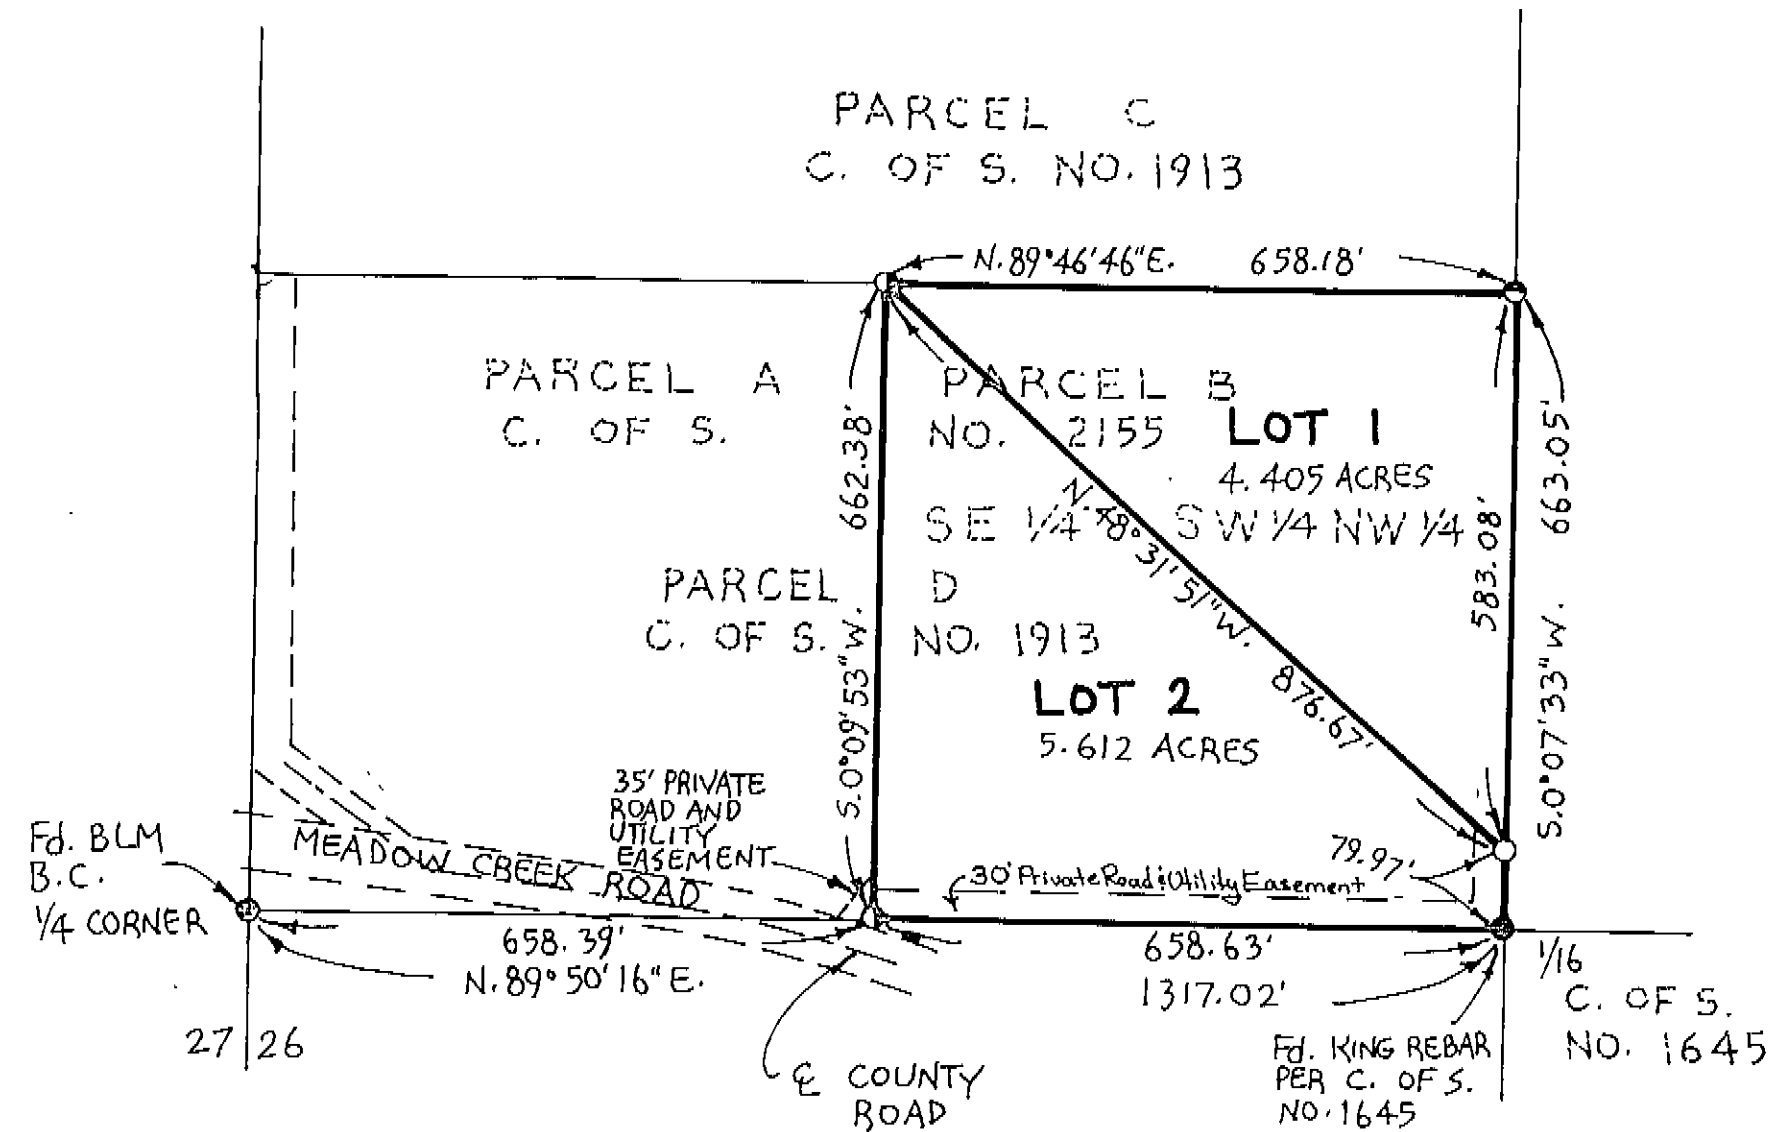 PARCEL C
C. OF S. NO. 1913
N. 89°46'46"E. 658.18'
PARCEL A
C. OF S.
PARCEL B
NO. 2155
LOT 1
4.405 ACRES
SE 1/4 SW 1/4 NW 1/4
662.38'
S.0°09'53"W.
N. 48°31'51"W. 876.67'
583.08'
663.05'
S.0°07'33"W.
PARCEL D
C. OF S. NO. 1913
LOT 2
5.612 ACRES
35' PRIVATE
ROAD AND
UTILITY
EASEMENT
MEADOW CREEK ROAD
Fd. BLM
B.C.
1/4 CORNER
30' Private Road & Utility Easement
79.97'
658.39'
N. 89°50'16"E.
658.63'
1317.02'
1/16
C. OF S.
NO. 1645
27 26
℄ COUNTY
ROAD
Fd. KING REBAR
PER C. OF S.
NO. 1645